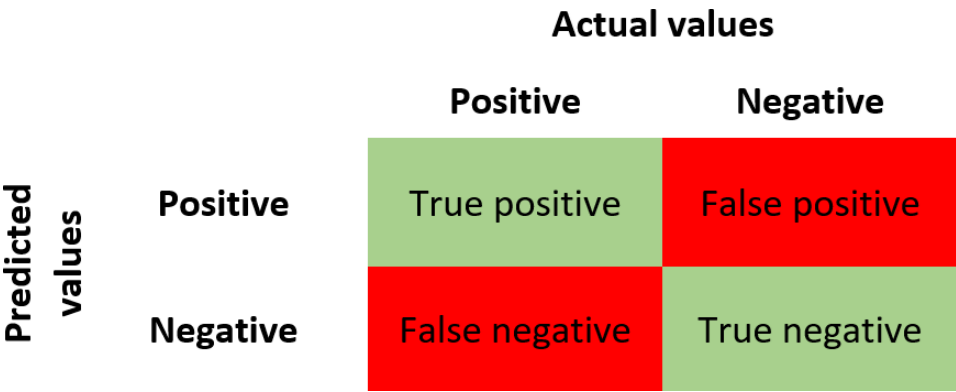 Actual values
Positive Negative
Predicted
values
Positive True positive False positive
Negative False negative True negative